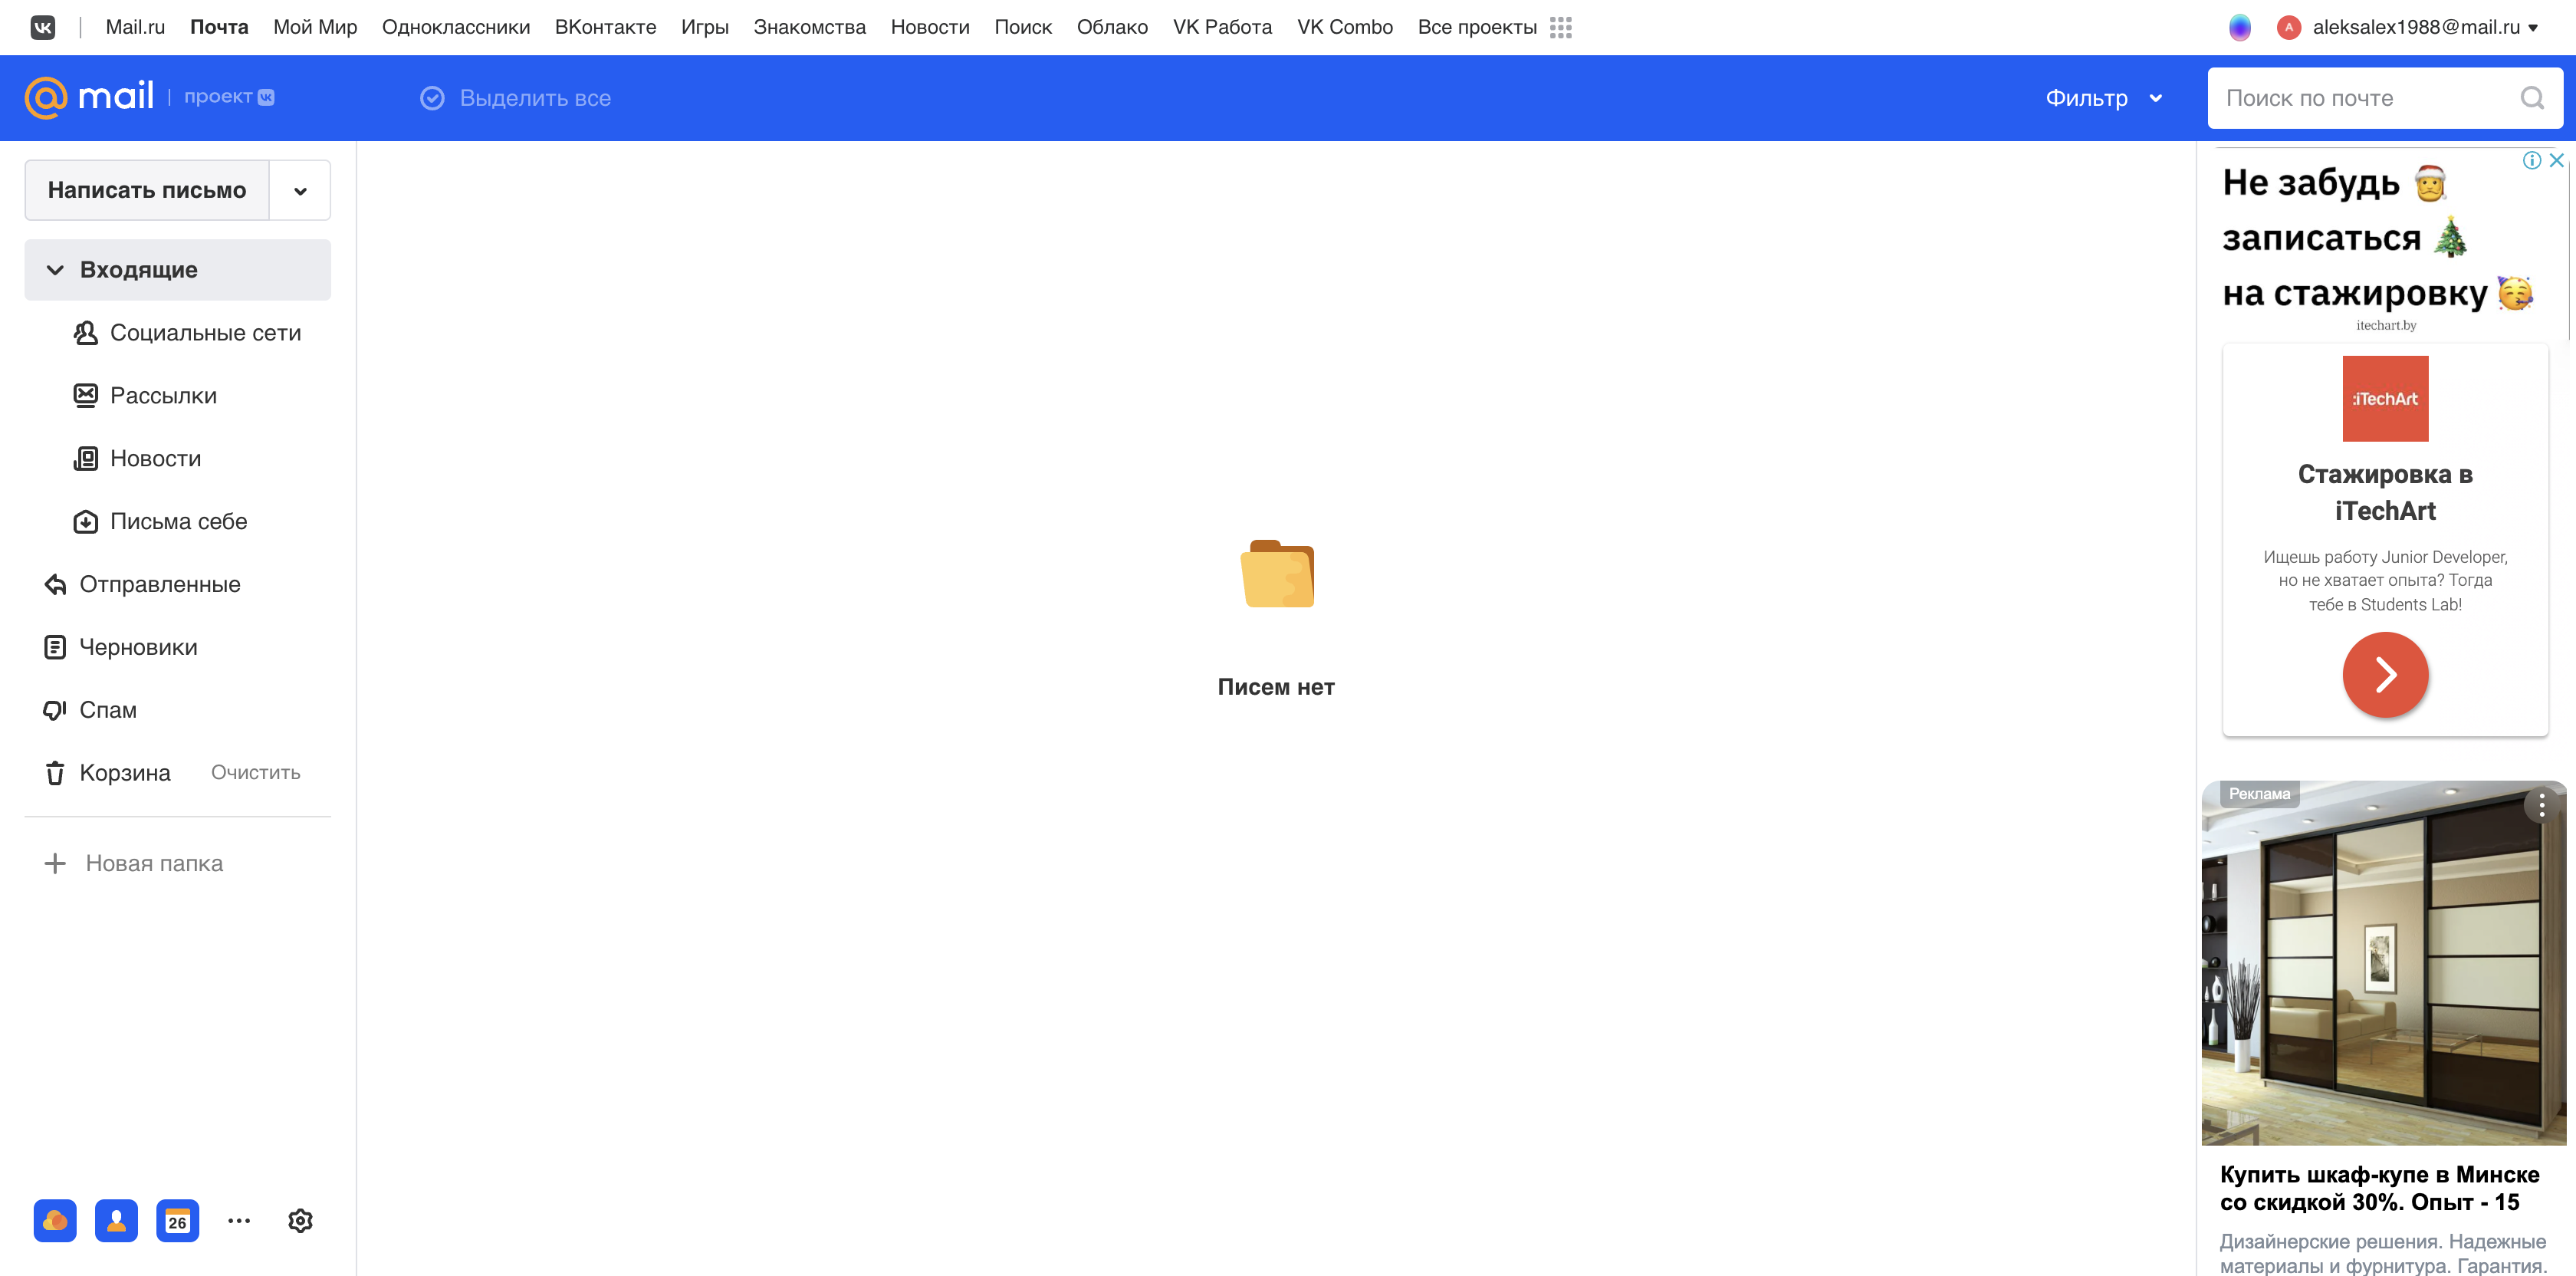 Mail.ru Почта Мой Мир Одноклассники ВКонтакте Игры Знакомства Новости Поиск Облако VK Работа VK Combo Все проекты
A aleksalex1988@mail.ru
@mail проект
Выделить все
Фильтр
Поиск по почте
Написать письмо
Входящие
Социальные сети
Рассылки
Новости
Письма себе
Отправленные
Черновики
Спам
Корзина Очистить
Новая папка
26
Писем нет
Не забудь
записаться
на стажировку
itechart.by
:iTechArt
Стажировка в
iTechArt
Ищешь работу Junior Developer,
но не хватает опыта? Тогда
тебе в Students Lab!
Реклама
Купить шкаф-купе в Минске
со скидкой 30%. Опыт - 15
Дизайнерские решения. Надежные
материалы и фурнитура. Гарантия.